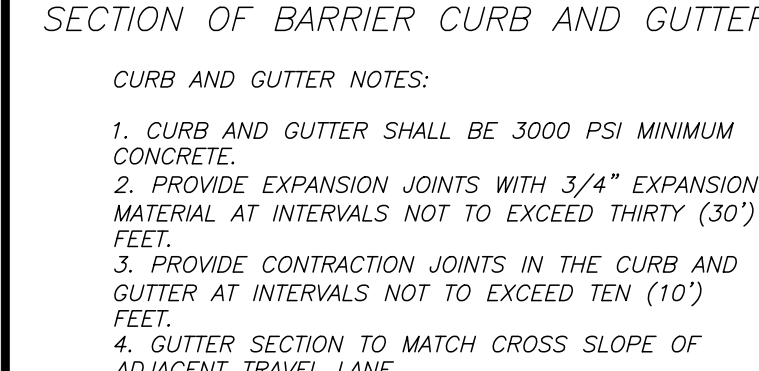 SECTION OF BARRIER CURB AND GUTTER
CURB AND GUTTER NOTES:
1. CURB AND GUTTER SHALL BE 3000 PSI MINIMUM
CONCRETE.
2. PROVIDE EXPANSION JOINTS WITH 3/4" EXPANSION
MATERIAL AT INTERVALS NOT TO EXCEED THIRTY (30')
FEET.
3. PROVIDE CONTRACTION JOINTS IN THE CURB AND
GUTTER AT INTERVALS NOT TO EXCEED TEN (10')
FEET.
4. GUTTER SECTION TO MATCH CROSS SLOPE OF
ADJACENT TRAVEL LANE